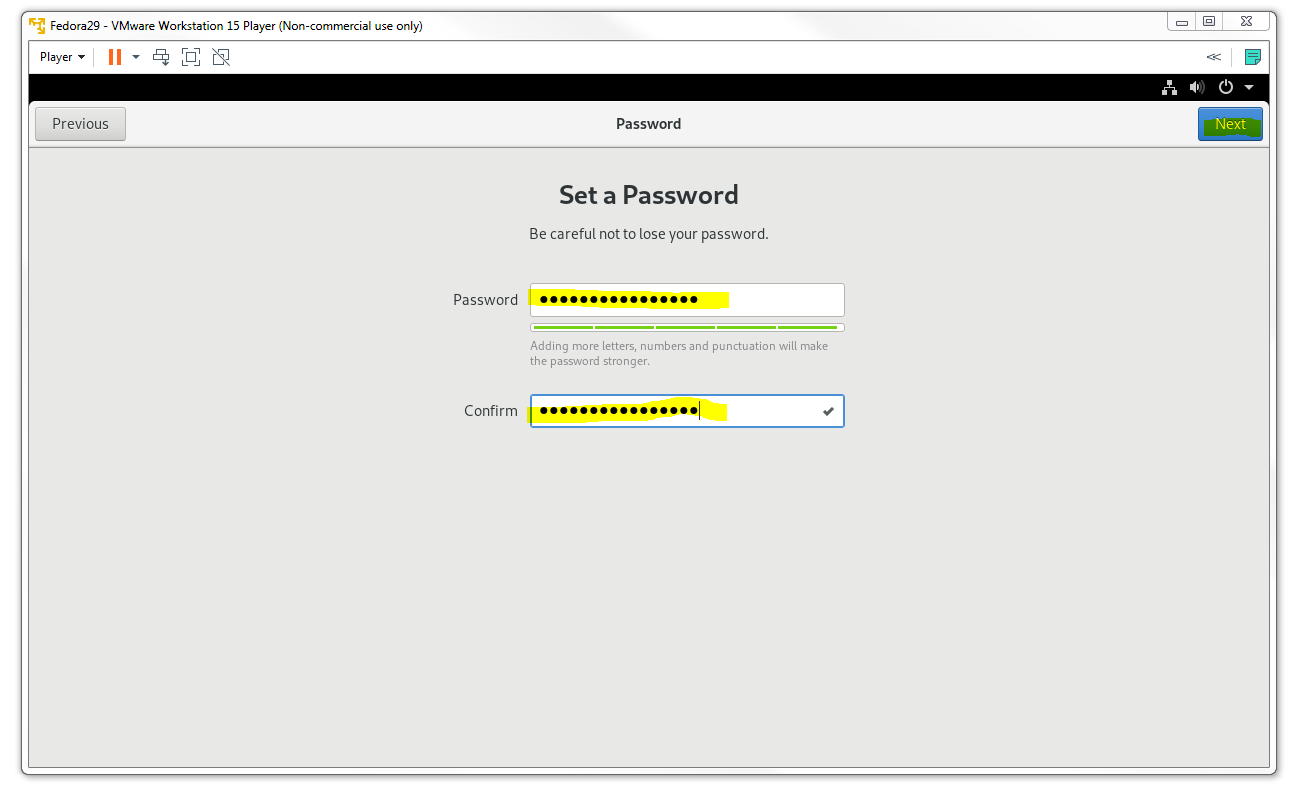 Fedora29 - VMware Workstation 15 Player (Non-commercial use only)
Player
Previous
Password
Next
Set a Password
Be careful not to lose your password.
Password ●●●●●●●●●●●●●●●●
Adding more letters, numbers and punctuation will make
the password stronger.
Confirm ●●●●●●●●●●●●●●●●